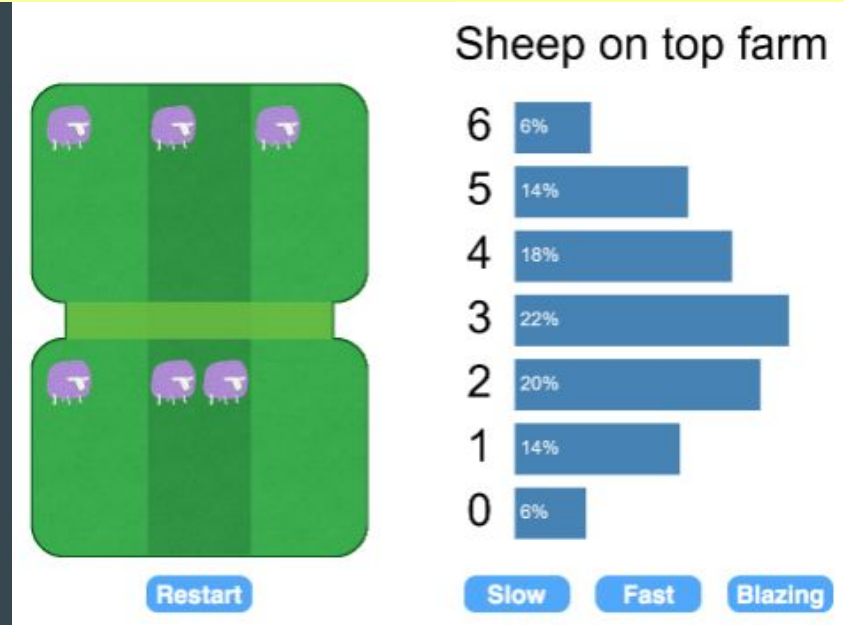 Sheep on top farm
6 6%
5 14%
4 18%
3 22%
2 20%
1 14%
0 6%
Restart
Slow Fast Blazing